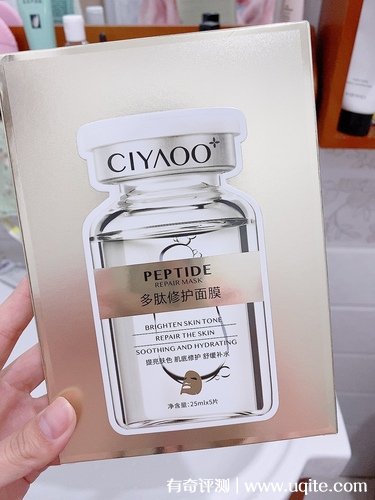 CIYAOO+
PEPTIDE
REPAIR MASK
多肽修护面膜
BRIGHTEN SKIN TONE
REPAIR THE SKIN
SOOTHING AND HYDRATING
提亮肤色 肌底修护 舒缓补水
净含量：25ml×5片
有奇评测 | www.uqite.com